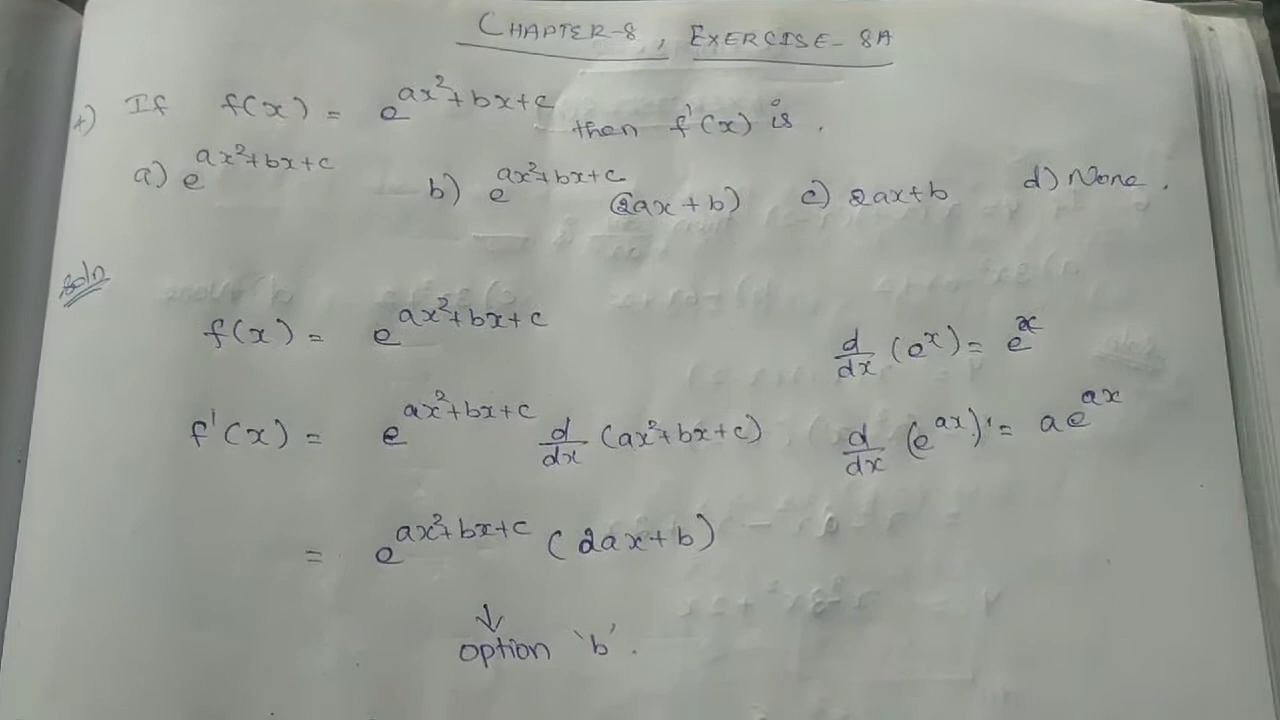 CHAPTER-8, EXERCISE-8A
If f(x) = e^{ax²+bx+c} then f'(x) is.
a) e^{ax²+bx+c} b) e^{ax²+bx+c} (2ax+b) c) 2ax+b d) None.
soln
f(x) = e^{ax²+bx+c} d/dx (e^x) = e^x
f'(x) = e^{ax²+bx+c} d/dx (ax²+bx+c) d/dx (e^{ax})' = ae^{ax}
= e^{ax²+bx+c} (2ax+b)
↓
option 'b'.